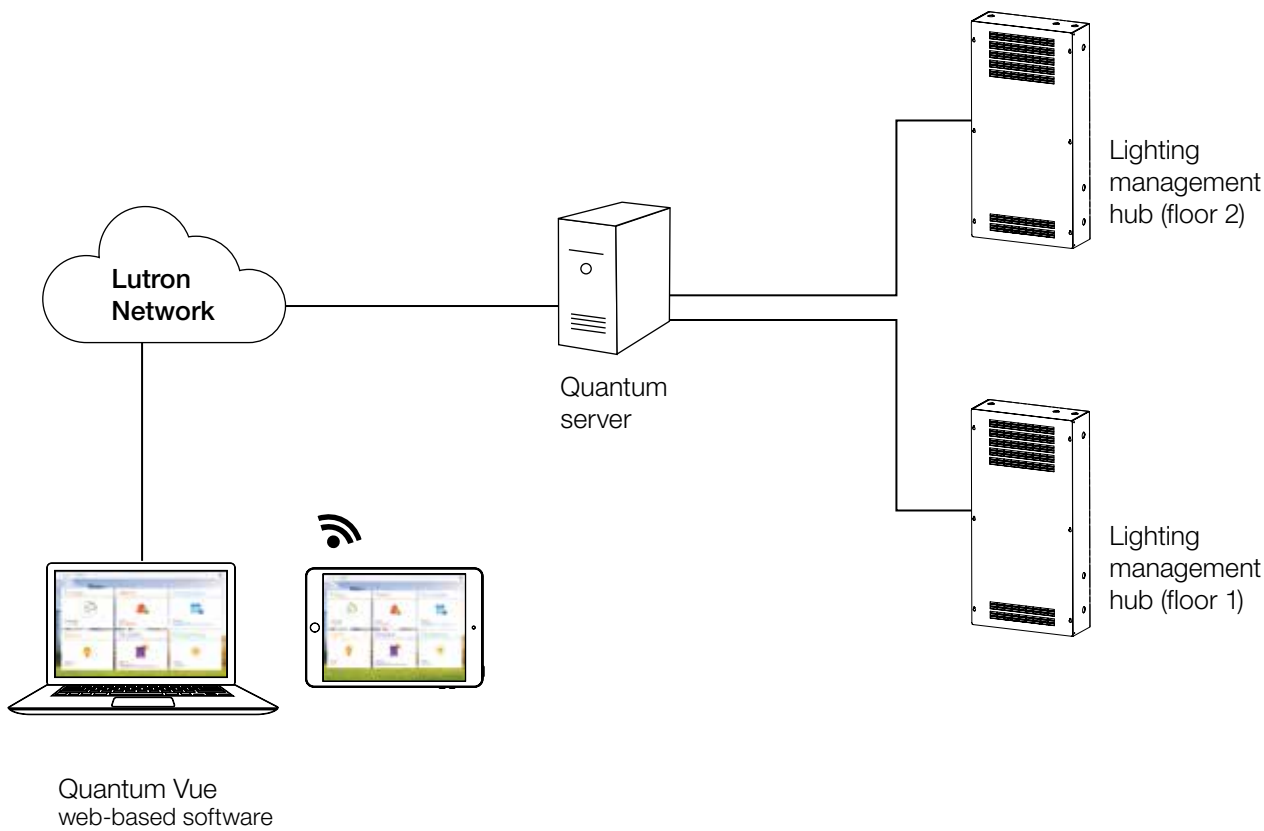 Lighting
management
hub (floor 2)
Lutron
Network
Quantum
server
Lighting
management
hub (floor 1)
Quantum Vue
web-based software